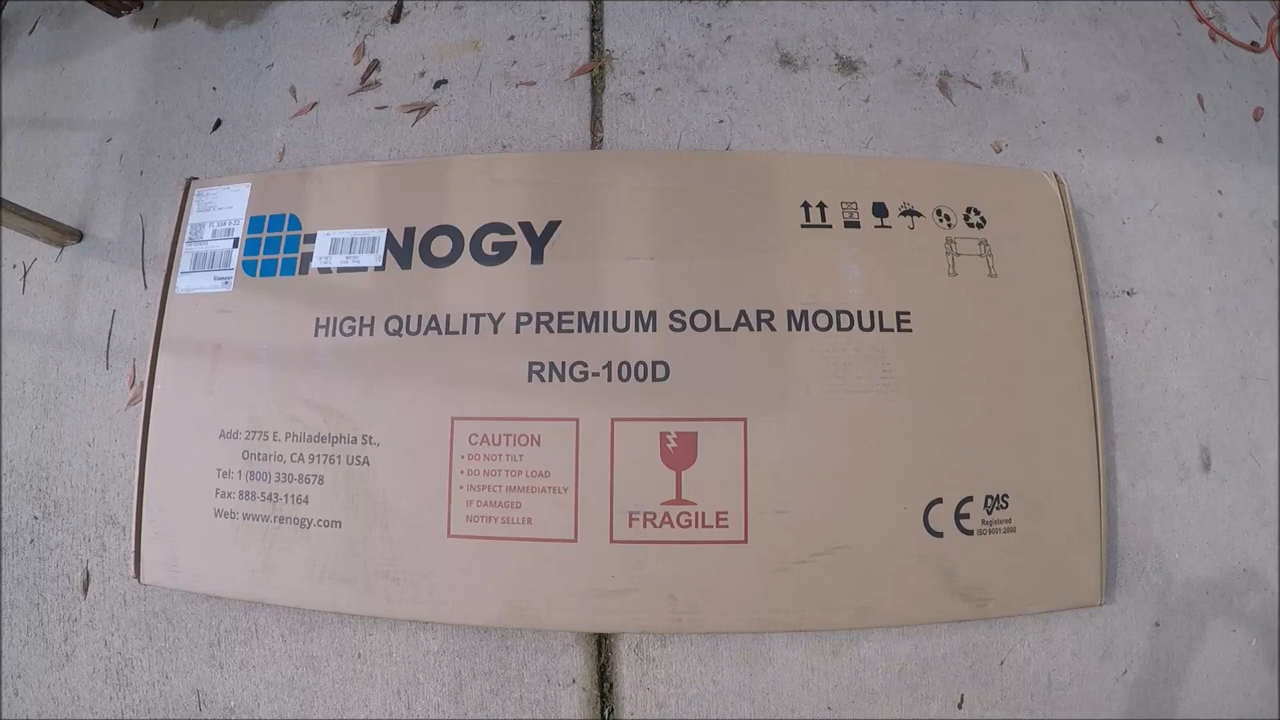 RENOGY
HIGH QUALITY PREMIUM SOLAR MODULE
RNG-100D
Add: 2775 E. Philadelphia St.,
Ontario, CA 91761 USA
Tel: 1 (800) 330-8678
Fax: 888-543-1164
Web: www.renogy.com
CAUTION
• DO NOT TILT
• DO NOT TOP LOAD
• INSPECT IMMEDIATELY
IF DAMAGED
NOTIFY SELLER
FRAGILE
CE
DAS
Registered
ISO 9001:2000